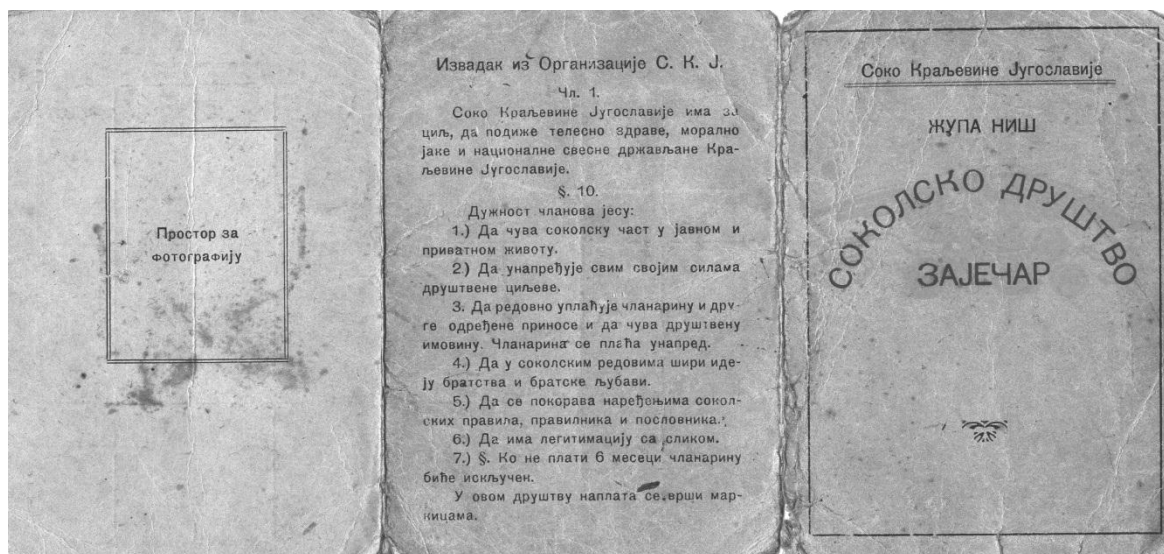 Простор за
фотографију
Извадак из Организације С. К. Ј.
Чл. 1.
Соко Краљевине Југославије има за
циљ, да подиже телесно здраве, морално
јаке и националне свесне држављане Кра-
љевине Југославије.
§. 10.
Дужност чланова јесу:
1.) Да чува соколску част у јавном и
приватном животу.
2.) Да унапређује свим својим силама
друштвене циљеве.
3. Да редовно уплаћује чланарину и дру-
ге одређене приносе и да чува друштвену
имовину. Чланарина се плаћа унапред.
4.) Да у соколским редовима шири иде-
ју братства и братске љубави.
5.) Да се покорава наређењима сокол-
ских правила, правилника и пословника.
6.) Да има легитимацију са сликом.
7.) §. Ко не плати 6 месеци чланарину
биће искључен.
У овом друштву наплата се врши мар-
кицама.
Соко Краљевине Југославије
ЖУПА НИШ
СОКОЛСКО ДРУШТВО
ЗАЈЕЧАР